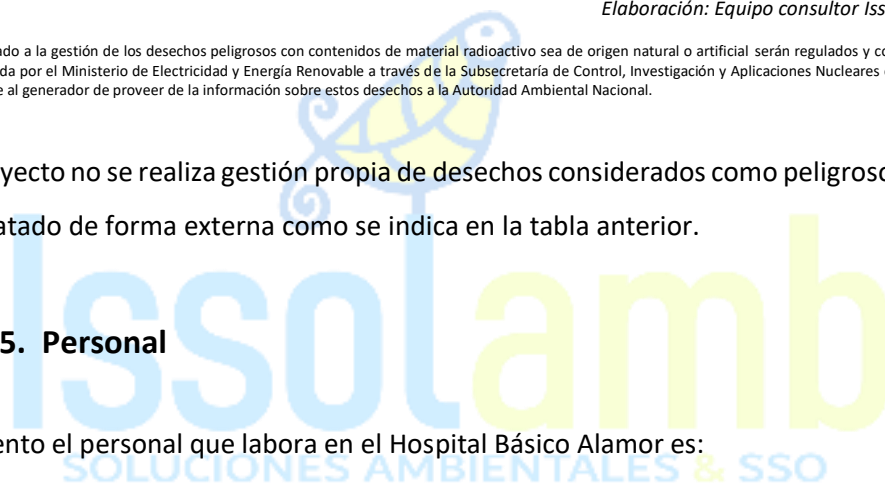 Elaboración: Equipo consultor Iss
ado a la gestión de los desechos peligrosos con contenidos de material radioactivo sea de origen natural o artificial serán regulados y co
da por el Ministerio de Electricidad y Energía Renovable a través de la Subsecretaría de Control, Investigación y Aplicaciones Nucleares
e al generador de proveer de la información sobre estos desechos a la Autoridad Ambiental Nacional.
yecto no se realiza gestión propia de desechos considerados como peligroso
atado de forma externa como se indica en la tabla anterior.
5. Personal
ento el personal que labora en el Hospital Básico Alamor es:
Issolamb
SOLUCIONES AMBIENTALES & SSO